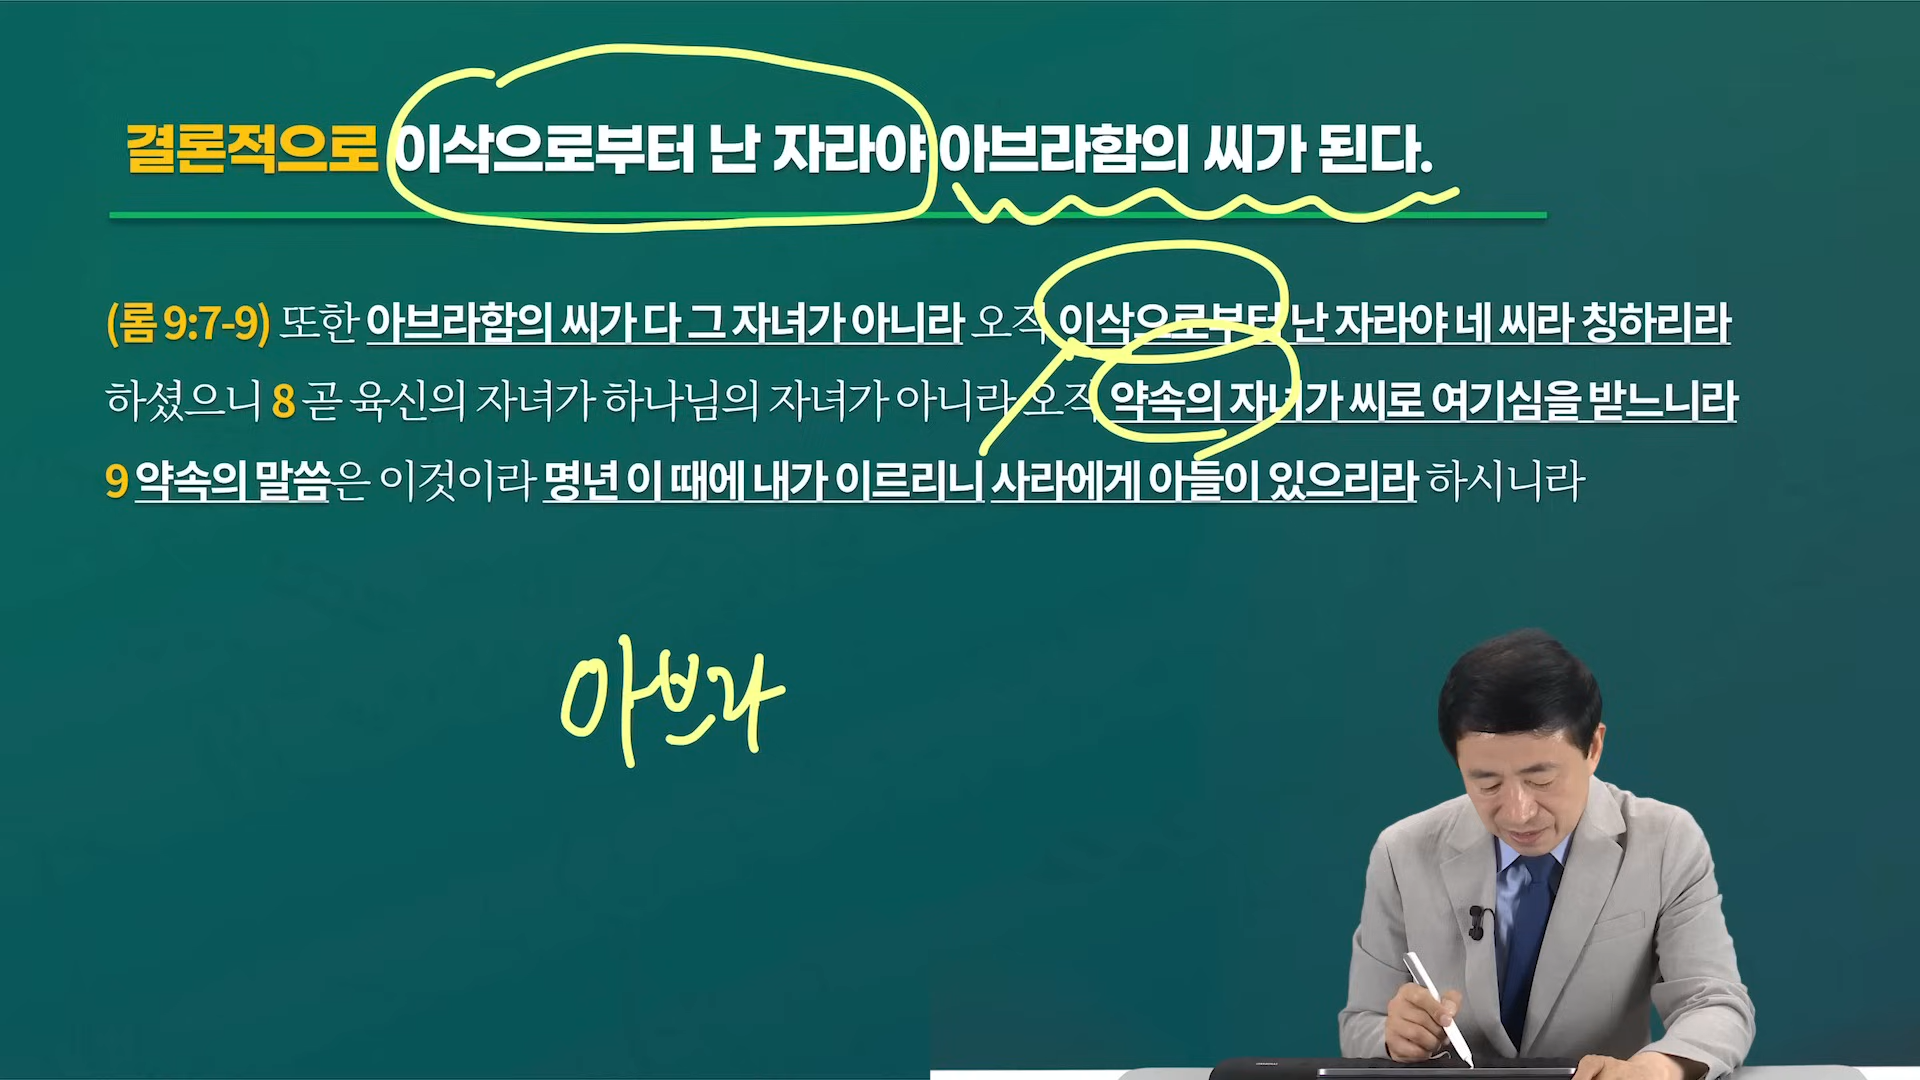 결론적으로 이삭으로부터 난 자라야 아브라함의 씨가 된다.
(롬 9:7-9) 또한 아브라함의 씨가 다 그 자녀가 아니라 오직 이삭으로부터 난 자라야 네 씨라 칭하리라
하셨으니 8 곧 육신의 자녀가 하나님의 자녀가 아니라 오직 약속의 자녀가 씨로 여기심을 받느니라
9 약속의 말씀은 이것이라 명년 이 때에 내가 이르리니 사라에게 아들이 있으리라 하시니라
아브라